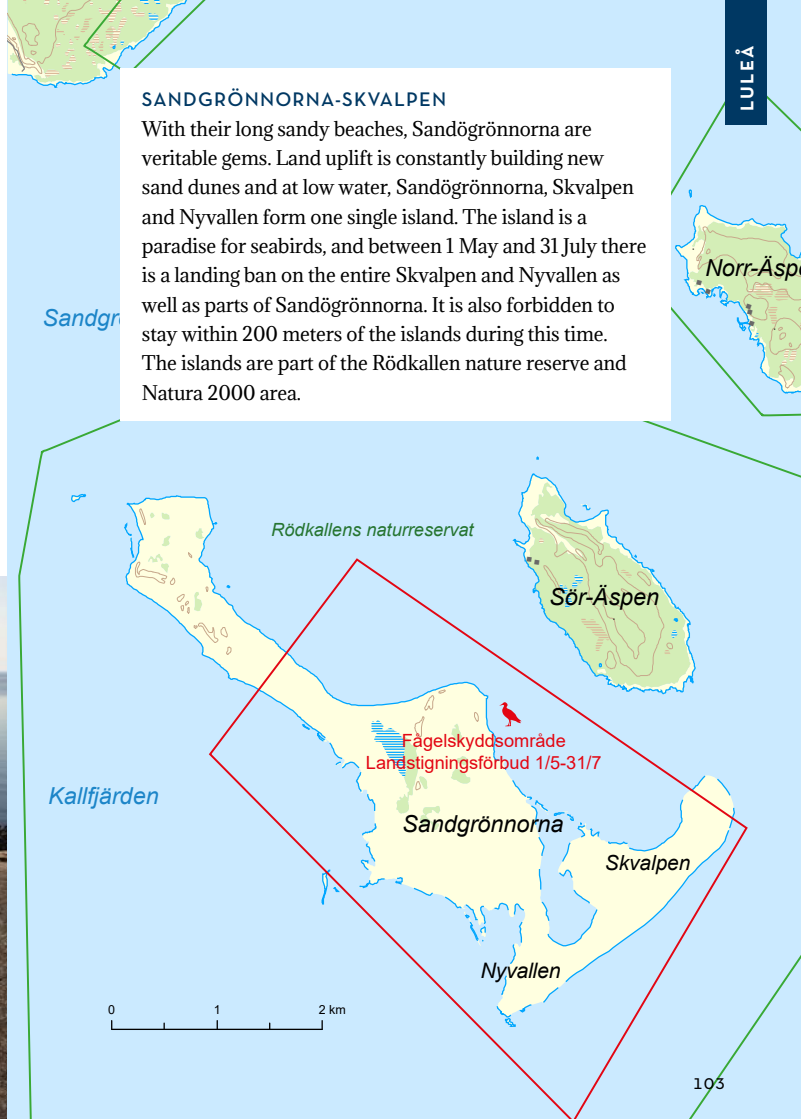 LULEÅ
SANDGRÖNNORNA-SKVALPEN
With their long sandy beaches, Sandögrönnorna are
veritable gems. Land uplift is constantly building new
sand dunes and at low water, Sandögrönnorna, Skvalpen
and Nyvallen form one single island. The island is a
paradise for seabirds, and between 1 May and 31 July there
is a landing ban on the entire Skvalpen and Nyvallen as
well as parts of Sandögrönnorna. It is also forbidden to
stay within 200 meters of the islands during this time.
The islands are part of the Rödkallen nature reserve and
Natura 2000 area.
Norr-Äspe
Sandgr
Rödkallens naturreservat
Sör-Äspen
Fågelskyddsområde
Landstigningsförbud 1/5-31/7
Kallfjärden
Sandgrönnorna
Skvalpen
Nyvallen
0 1 2 km
103